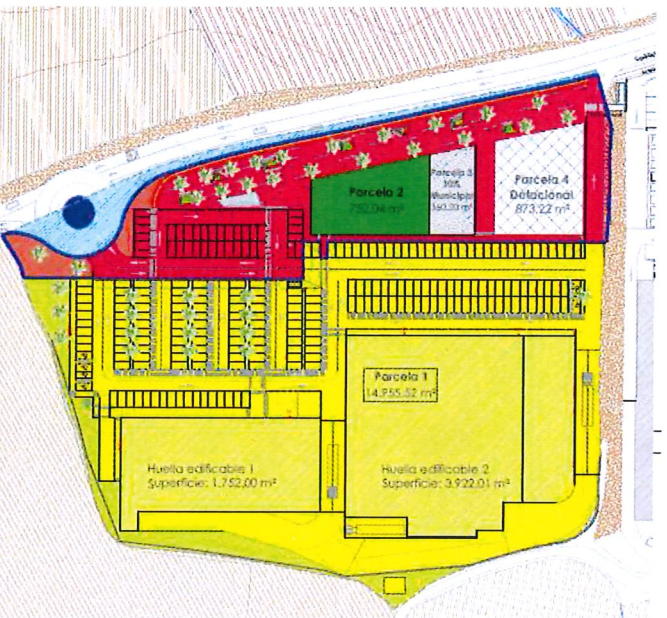 Parcela 2
752,04 m²
Parcela 3
10%
Municipal
Parcela 4
Dotacional
873,22 m²
Parcela 1
14.955,52 m²
Huella edificable 1
Superficie: 1.752,00 m²
Huella edificable 2
Superficie: 3.922,01 m²